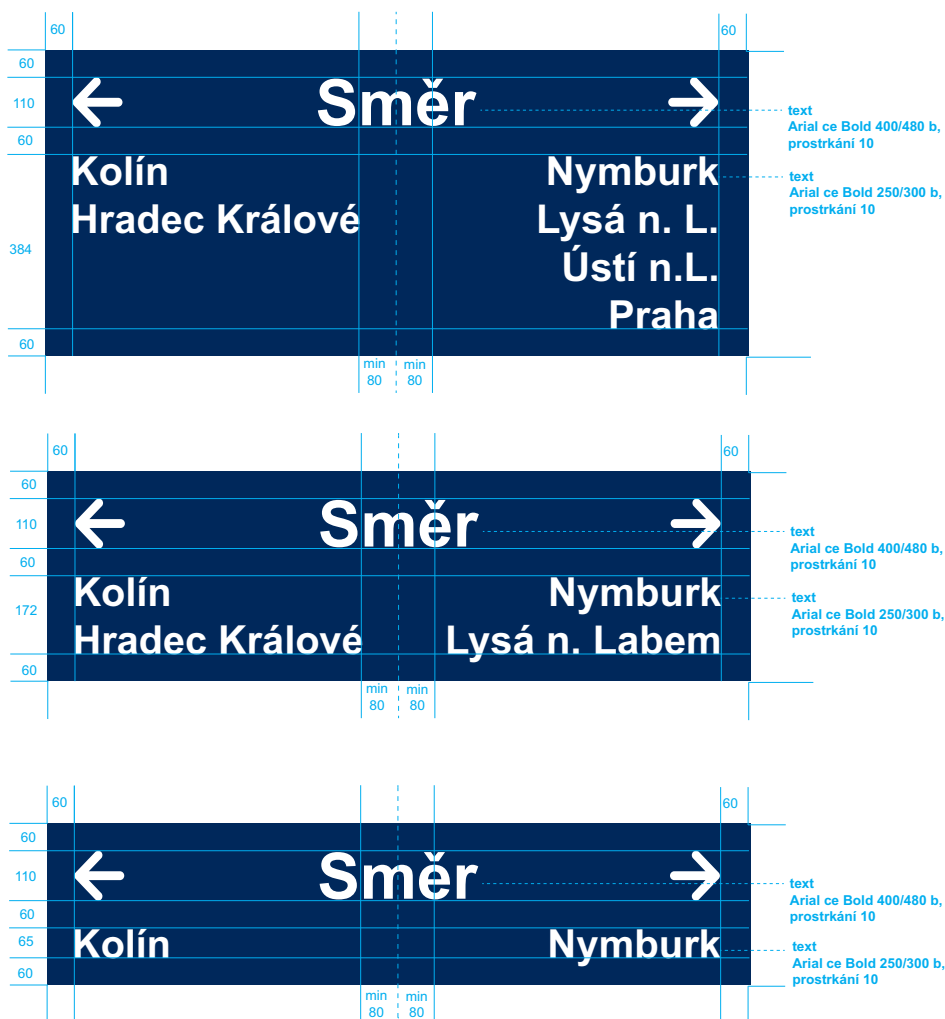 60 60
60
110
60
384
60
← Směr →
Kolín
Hradec Králové
Nymburk
Lysá n. L.
Ústí n.L.
Praha
text
Arial ce Bold 400/480 b,
prostrkání 10
text
Arial ce Bold 250/300 b,
prostrkání 10
min min
80 80
60 60
60
110
60
172
60
← Směr →
Kolín
Hradec Králové
Nymburk
Lysá n. Labem
text
Arial ce Bold 400/480 b,
prostrkání 10
text
Arial ce Bold 250/300 b,
prostrkání 10
min min
80 80
60 60
60
110
60
65
60
← Směr →
Kolín
Nymburk
text
Arial ce Bold 400/480 b,
prostrkání 10
text
Arial ce Bold 250/300 b,
prostrkání 10
min min
80 80